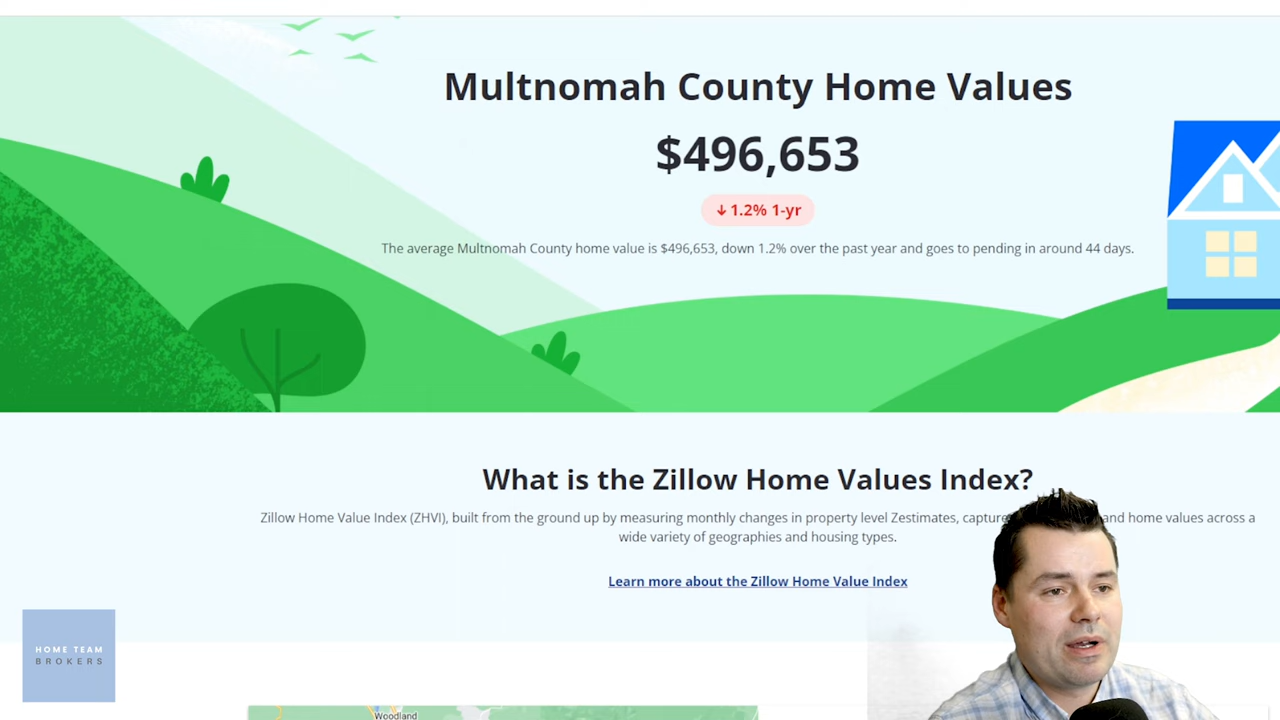 Multnomah County Home Values
$496,653
↓ 1.2% 1-yr
The average Multnomah County home value is $496,653, down 1.2% over the past year and goes to pending in around 44 days.
What is the Zillow Home Values Index?
Zillow Home Value Index (ZHVI), built from the ground up by measuring monthly changes in property level Zestimates, and home values across a
wide variety of geographies and housing types.
Learn more about the Zillow Home Value Index
HOME TEAM
BROKERS
Woodland